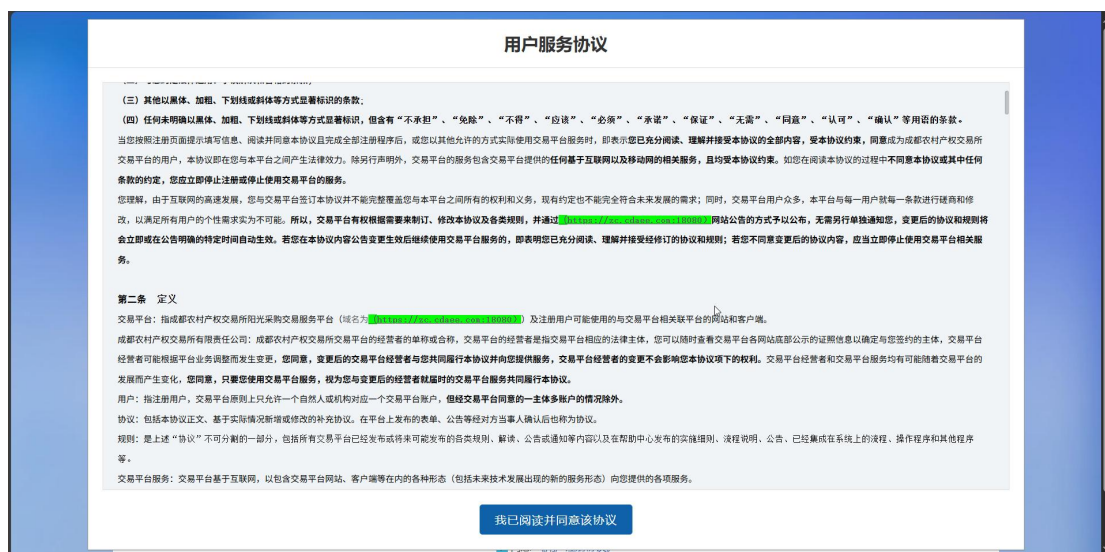 用户服务协议
（三）其他以黑体、加粗、下划线或斜体等方式显著标识的条款；
（四）任何未明确以黑体、加粗、下划线或斜体等方式显著标识，但含有“不承担”、“免除”、“不得”、“应该”、“必须”、“承诺”、“保证”、“无需”、“同意”、“认可”、“确认”等用语的条款。
当您按照注册页面提示填写信息、阅读并同意本协议且完成全部注册程序后，或您以其他允许的方式实际使用交易平台服务时，即表示您已充分阅读、理解并接受本协议的全部内容，受本协议约束，同意成为成都农村产权交易所
交易平台的用户，本协议即在您与本平台之间产生法律效力。除另行声明外，交易平台的服务包含交易平台提供的任何基于互联网以及移动网的相关服务，且均受本协议约束。如您在阅读本协议的过程中不同意本协议或其中任何
条款的约定，您应立即停止注册或停止使用交易平台的服务。
您理解，由于互联网的高速发展，您与交易平台签订本协议并不能完整覆盖您与本平台之间所有的权利和义务，现有约定也不能完全符合未来发展的需求；同时，交易平台用户众多，本平台与每一用户就每一条款进行磋商和修
改，以满足所有用户的个性需求实为不可能。所以，交易平台有权根据需要来制订、修改本协议及各类规则，并通过（https://zc.cdaee.com:18080）网站公告的方式予以公布，无需另行单独通知您，变更后的协议和规则将
会立即或在公告明确的特定时间自动生效。若您在本协议内容公告变更生效后继续使用交易平台服务的，即表明您已充分阅读、理解并接受经修订的协议和规则；若您不同意变更后的协议内容，应当立即停止使用交易平台相关服
务。
第二条 定义
交易平台：指成都农村产权交易所阳光采购交易服务平台（域名为（https://zc.cdaee.com:18080））及注册用户可能使用的与交易平台相关联平台的网站和客户端。
成都农村产权交易所有限责任公司：成都农村产权交易所交易平台的经营者的单称或合称，交易平台的经营者是指交易平台相应的法律主体，您可以随时查看交易平台各网站底部公示的证照信息以确定与您签约的主体，交易平台
经营者可能根据平台业务调整而发生变更，您同意，变更后的交易平台经营者与您共同履行本协议并向您提供服务，交易平台经营者的变更不会影响您本协议项下的权利。交易平台经营者和交易平台服务均有可能随着交易平台的
发展而产生变化，您同意，只要您使用交易平台服务，视为您与变更后的经营者就届时的交易平台服务共同履行本协议。
用户：指注册用户，交易平台原则上只允许一个自然人或机构对应一个交易平台账户，但经交易平台同意的一主体多账户的情况除外。
协议：包括本协议正文、基于实际情况新增或修改的补充协议。在平台上发布的表单、公告等经对方当事人确认后也称为协议。
规则：是上述“协议”不可分割的一部分，包括所有交易平台已经发布或将来可能发布的各类规则、解读、公告或通知等内容以及在帮助中心发布的实施细则、流程说明、公告、已经集成在系统上的流程、操作程序和其他程序
等。
交易平台服务：交易平台基于互联网，以包含交易平台网站、客户端等在内的各种形态（包括未来技术发展出现的新的服务形态）向您提供的各项服务。
我已阅读并同意该协议